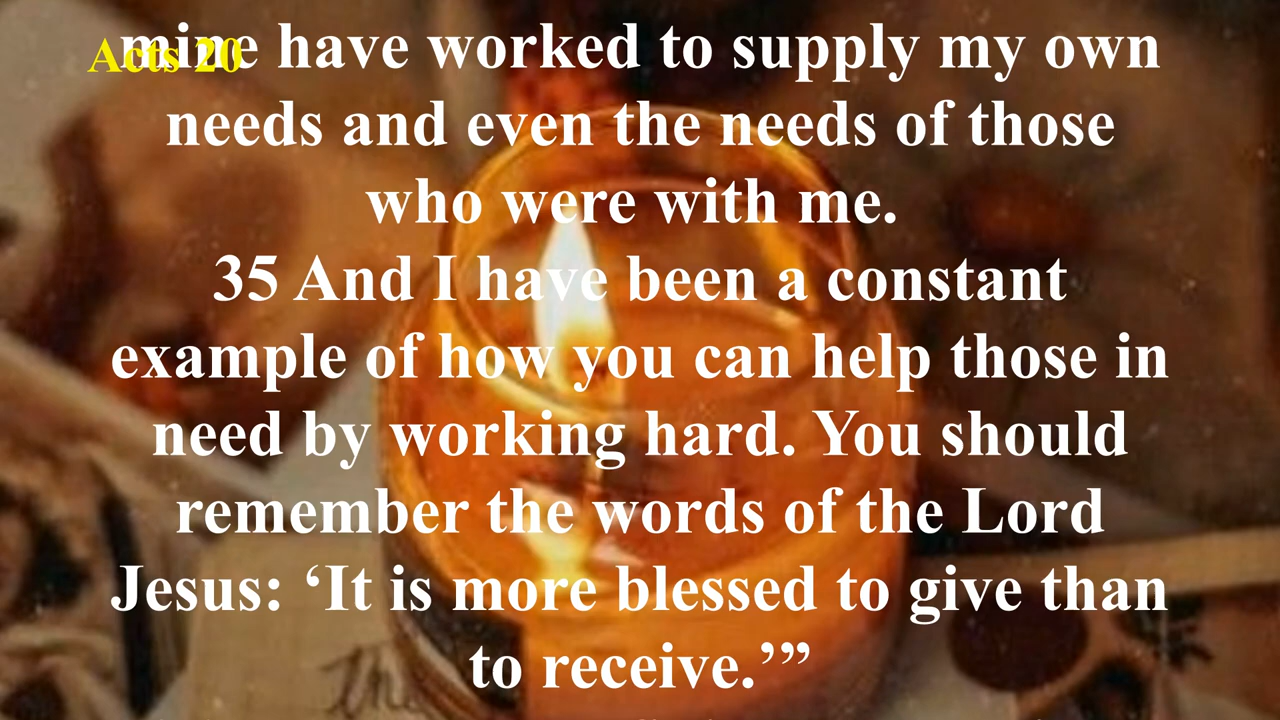 Acts 20
mine have worked to supply my own
needs and even the needs of those
who were with me.
35 And I have been a constant
example of how you can help those in
need by working hard. You should
remember the words of the Lord
Jesus: ‘It is more blessed to give than
to receive.’”
The